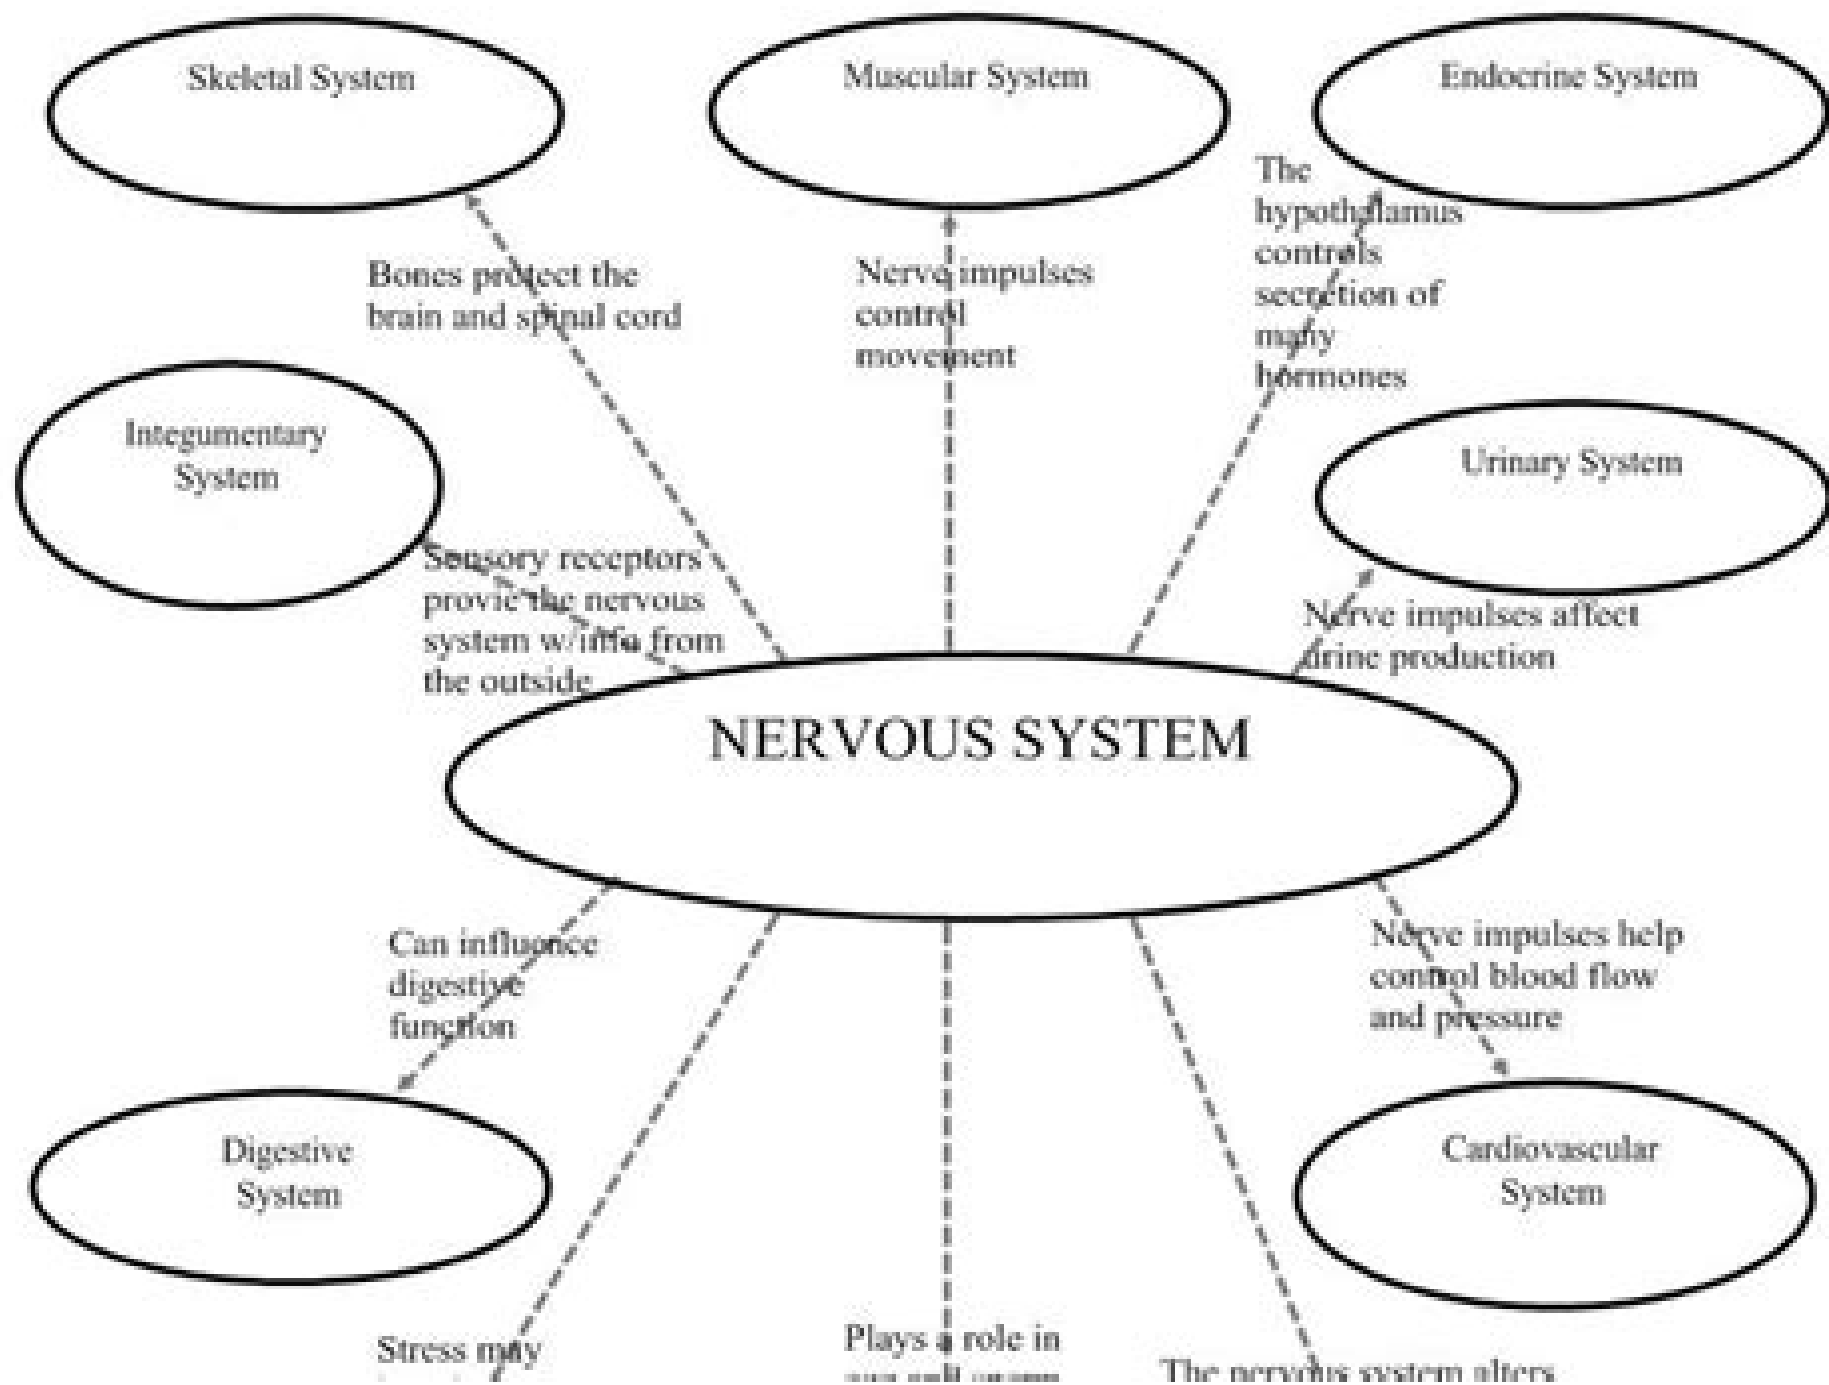 Skeletal System
Muscular System
Endocrine System
The
hypothalamus
controls
secretion of
many
hormones
Bones protect the
brain and spinal cord
Nerve impulses
control
movement
Integumentary
System
Urinary System
Sensory receptors
provie the nervous
system w/info from
the outside
Nerve impulses affect
urine production
NERVOUS SYSTEM
Can influence
digestive
function
Nerve impulses help
control blood flow
and pressure
Digestive
System
Cardiovascular
System
Stress may
Plays a role in
The nervous system alters